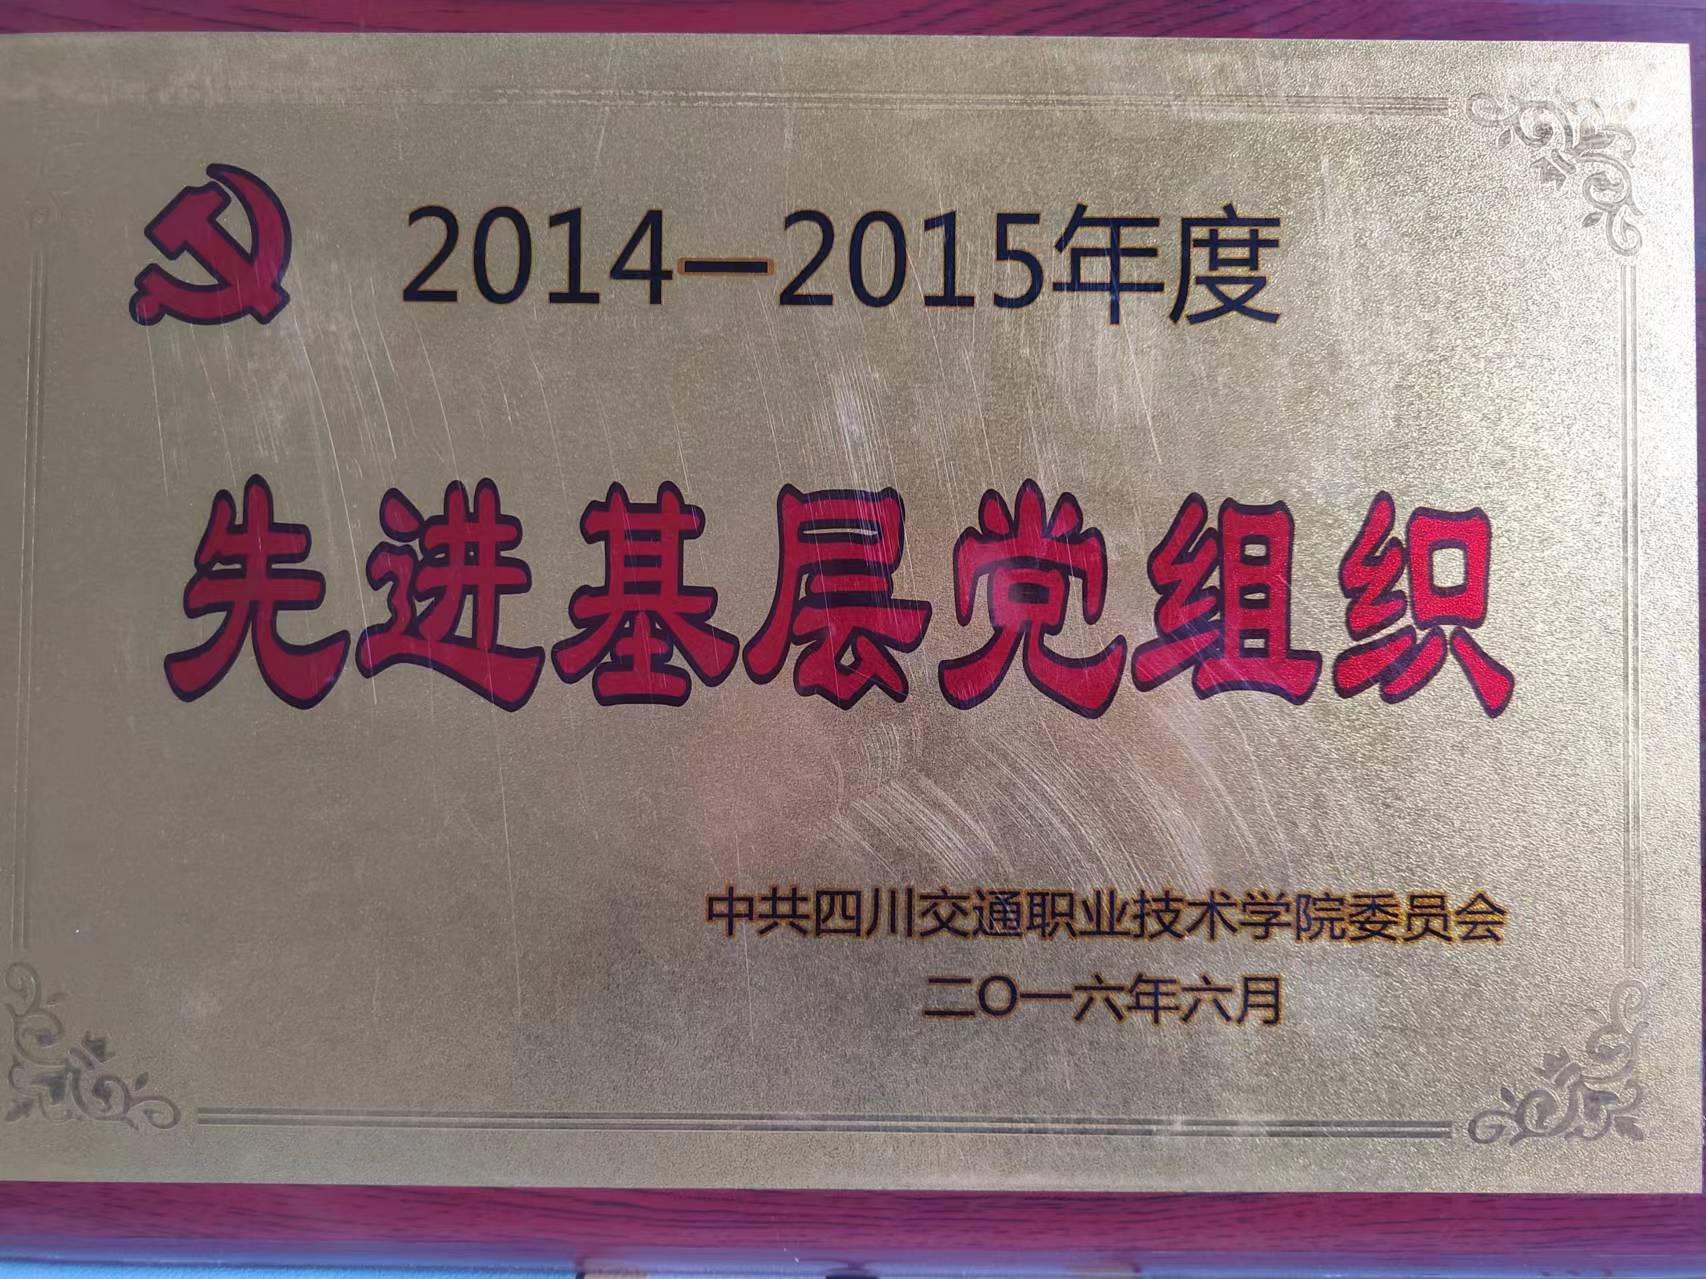 2014—2015年度
先进基层党组织
中共四川交通职业技术学院委员会
二O一六年六月